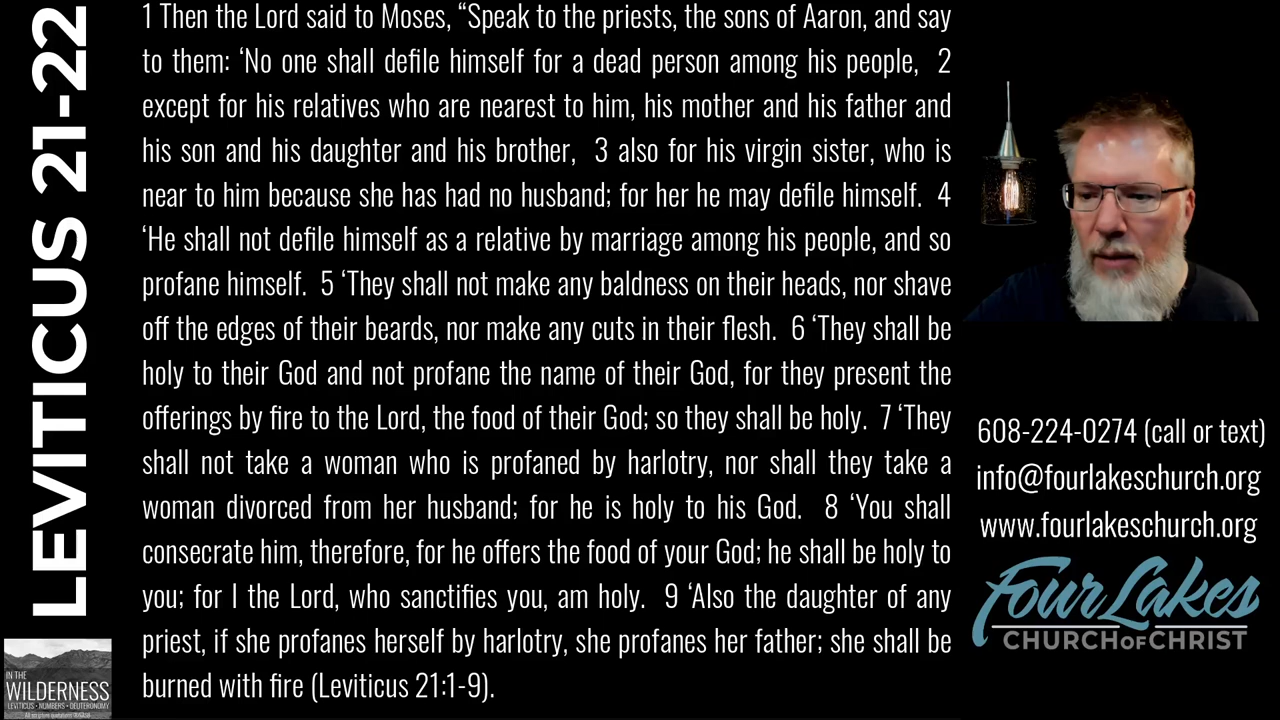 LEVITICUS 21-22
1 Then the Lord said to Moses, “Speak to the priests, the sons of Aaron, and say
to them: ‘No one shall defile himself for a dead person among his people, 2
except for his relatives who are nearest to him, his mother and his father and
his son and his daughter and his brother, 3 also for his virgin sister, who is
near to him because she has had no husband; for her he may defile himself. 4
‘He shall not defile himself as a relative by marriage among his people, and so
profane himself. 5 ‘They shall not make any baldness on their heads, nor shave
off the edges of their beards, nor make any cuts in their flesh. 6 ‘They shall be
holy to their God and not profane the name of their God, for they present the
offerings by fire to the Lord, the food of their God; so they shall be holy. 7 ‘They
shall not take a woman who is profaned by harlotry, nor shall they take a
woman divorced from her husband; for he is holy to his God. 8 ‘You shall
consecrate him, therefore, for he offers the food of your God; he shall be holy to
you; for I the Lord, who sanctifies you, am holy. 9 ‘Also the daughter of any
priest, if she profanes herself by harlotry, she profanes her father; she shall be
burned with fire (Leviticus 21:1-9).
608-224-0274 (call or text)
info@fourlakeschurch.org
www.fourlakeschurch.org
Four Lakes
CHURCH OF CHRIST
IN THE
WILDERNESS
LEVITICUS • NUMBERS • DEUTERONOMY